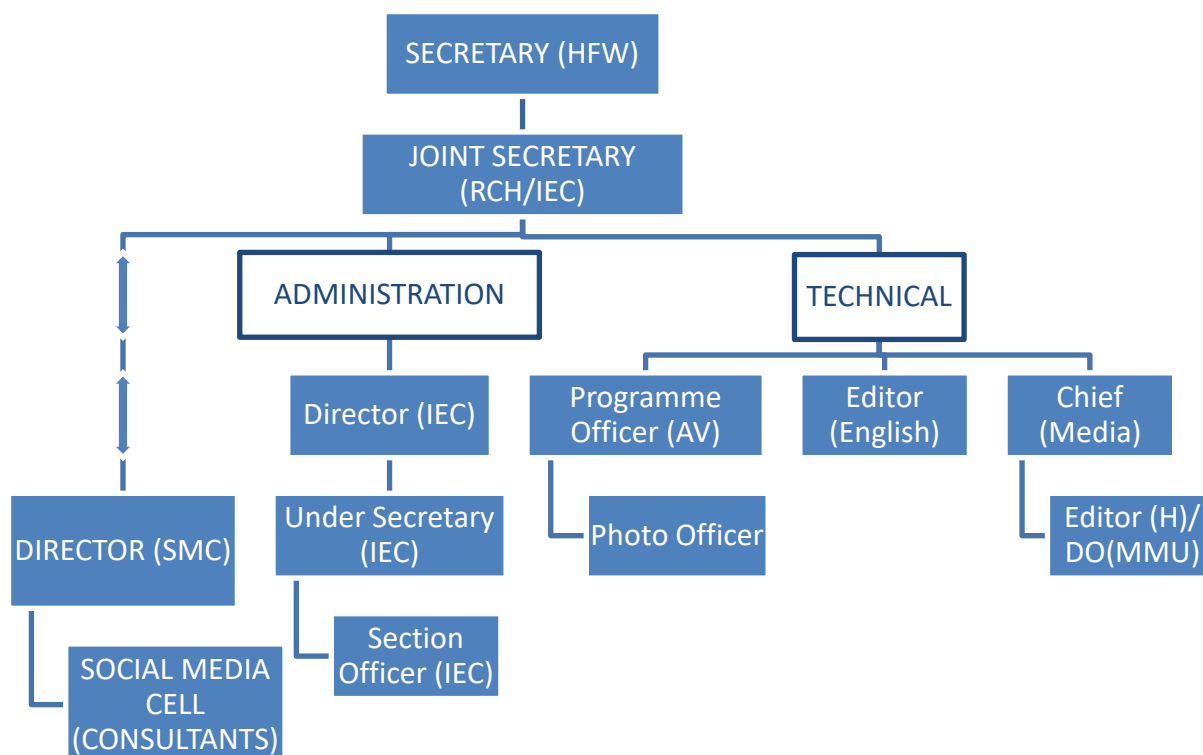 SECRETARY (HFW)
JOINT SECRETARY
(RCH/IEC)
ADMINISTRATION
TECHNICAL
Director (IEC)
Programme
Officer (AV)
Editor
(English)
Chief
(Media)
DIRECTOR (SMC)
Under Secretary
(IEC)
Photo Officer
Editor (H)/
DO(MMU)
SOCIAL MEDIA
CELL
(CONSULTANTS)
Section
Officer (IEC)